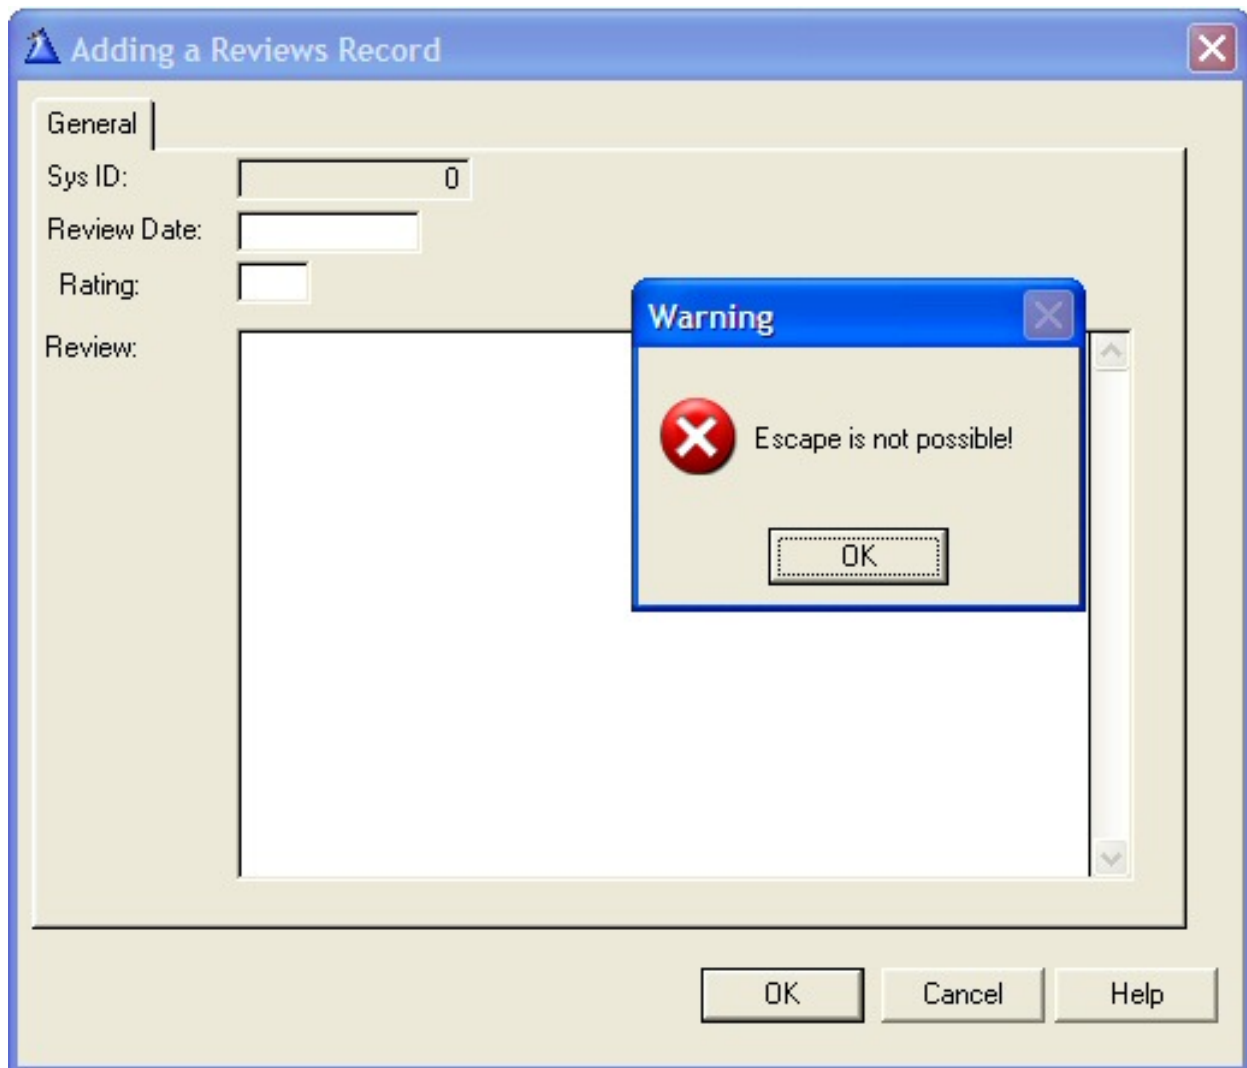 Adding a Reviews Record
General
Sys ID: 0
Review Date:
Rating:
Review:
Warning
Escape is not possible!
OK
OK Cancel Help